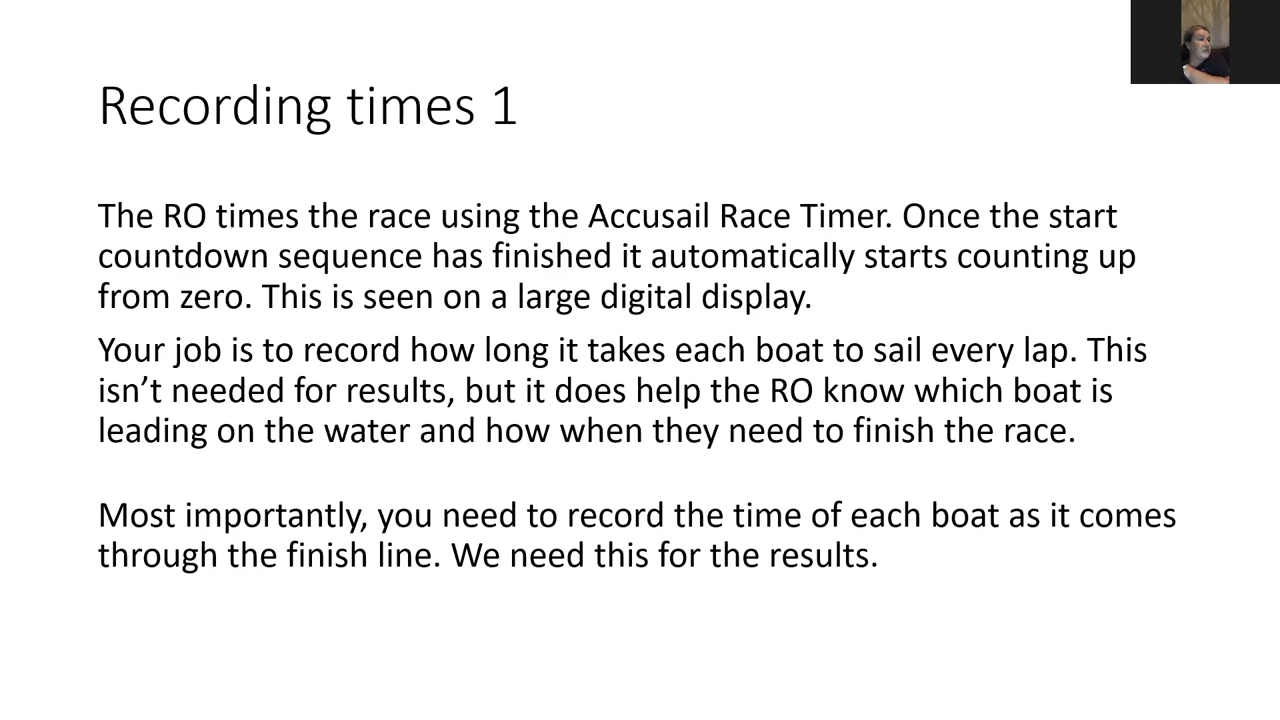 Recording times 1
The RO times the race using the Accusail Race Timer. Once the start
countdown sequence has finished it automatically starts counting up
from zero. This is seen on a large digital display.
Your job is to record how long it takes each boat to sail every lap. This
isn’t needed for results, but it does help the RO know which boat is
leading on the water and how when they need to finish the race.
Most importantly, you need to record the time of each boat as it comes
through the finish line. We need this for the results.